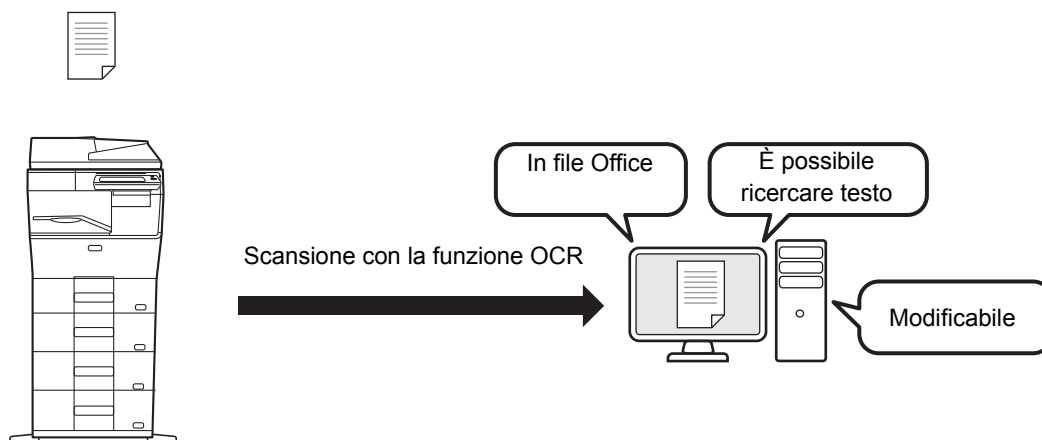 In file Office
È possibile
ricercare testo
Scansione con la funzione OCR
Modificabile